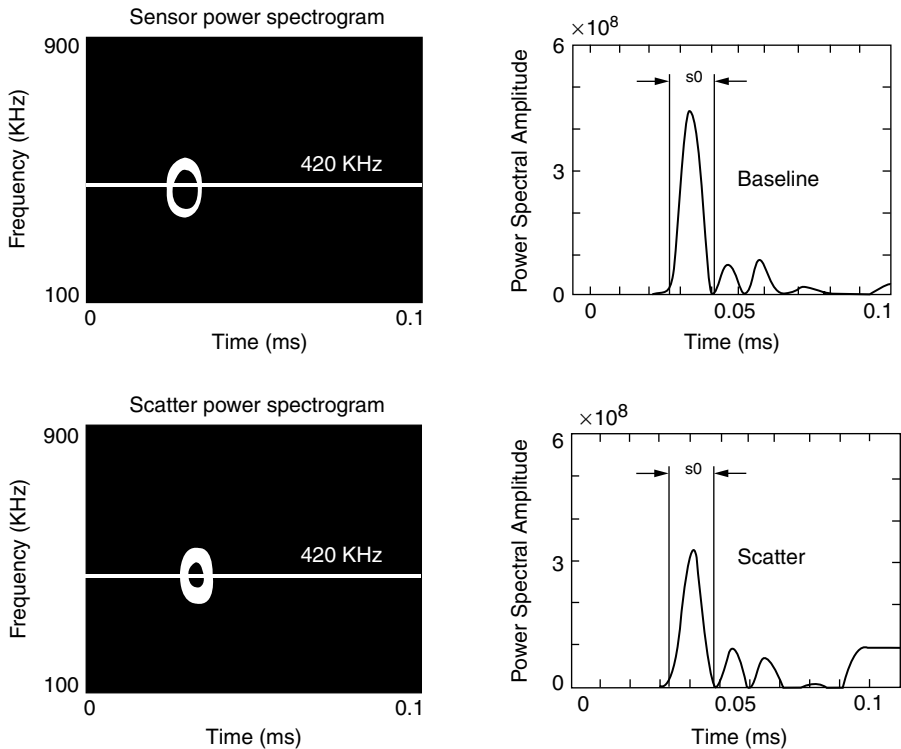 Sensor power spectrogram
900
Frequency (KHz)
420 KHz
100
0
0.1
Time (ms)
×10⁸
6
Power Spectral Amplitude
s0
3
Baseline
0
0
0.05
0.1
Time (ms)
Scatter power spectrogram
900
Frequency (KHz)
420 KHz
100
0
0.1
Time (ms)
×10⁸
6
Power Spectral Amplitude
s0
3
Scatter
0
0
0.05
0.1
Time (ms)